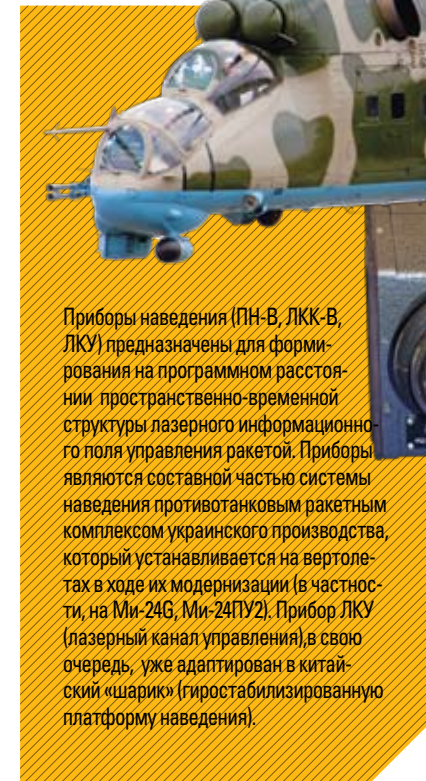 Приборы наведения (ПН-В, ЛКК-В,
ЛКУ) предназначены для форми-
рования на программном расстоя-
нии пространственно-временной
структуры лазерного информационно-
го поля управления ракетой. Приборы
являются составной частью системы
наведения противотанковым ракетным
комплексом украинского производства,
который устанавливается на вертоле-
тах в ходе их модернизации (в частнос-
ти, на Ми-24G, Ми-24ПУ2). Прибор ЛКУ
(лазерный канал управления),в свою
очередь, уже адаптирован в китай-
ский «шарик» (гиростабилизированную
платформу наведения).